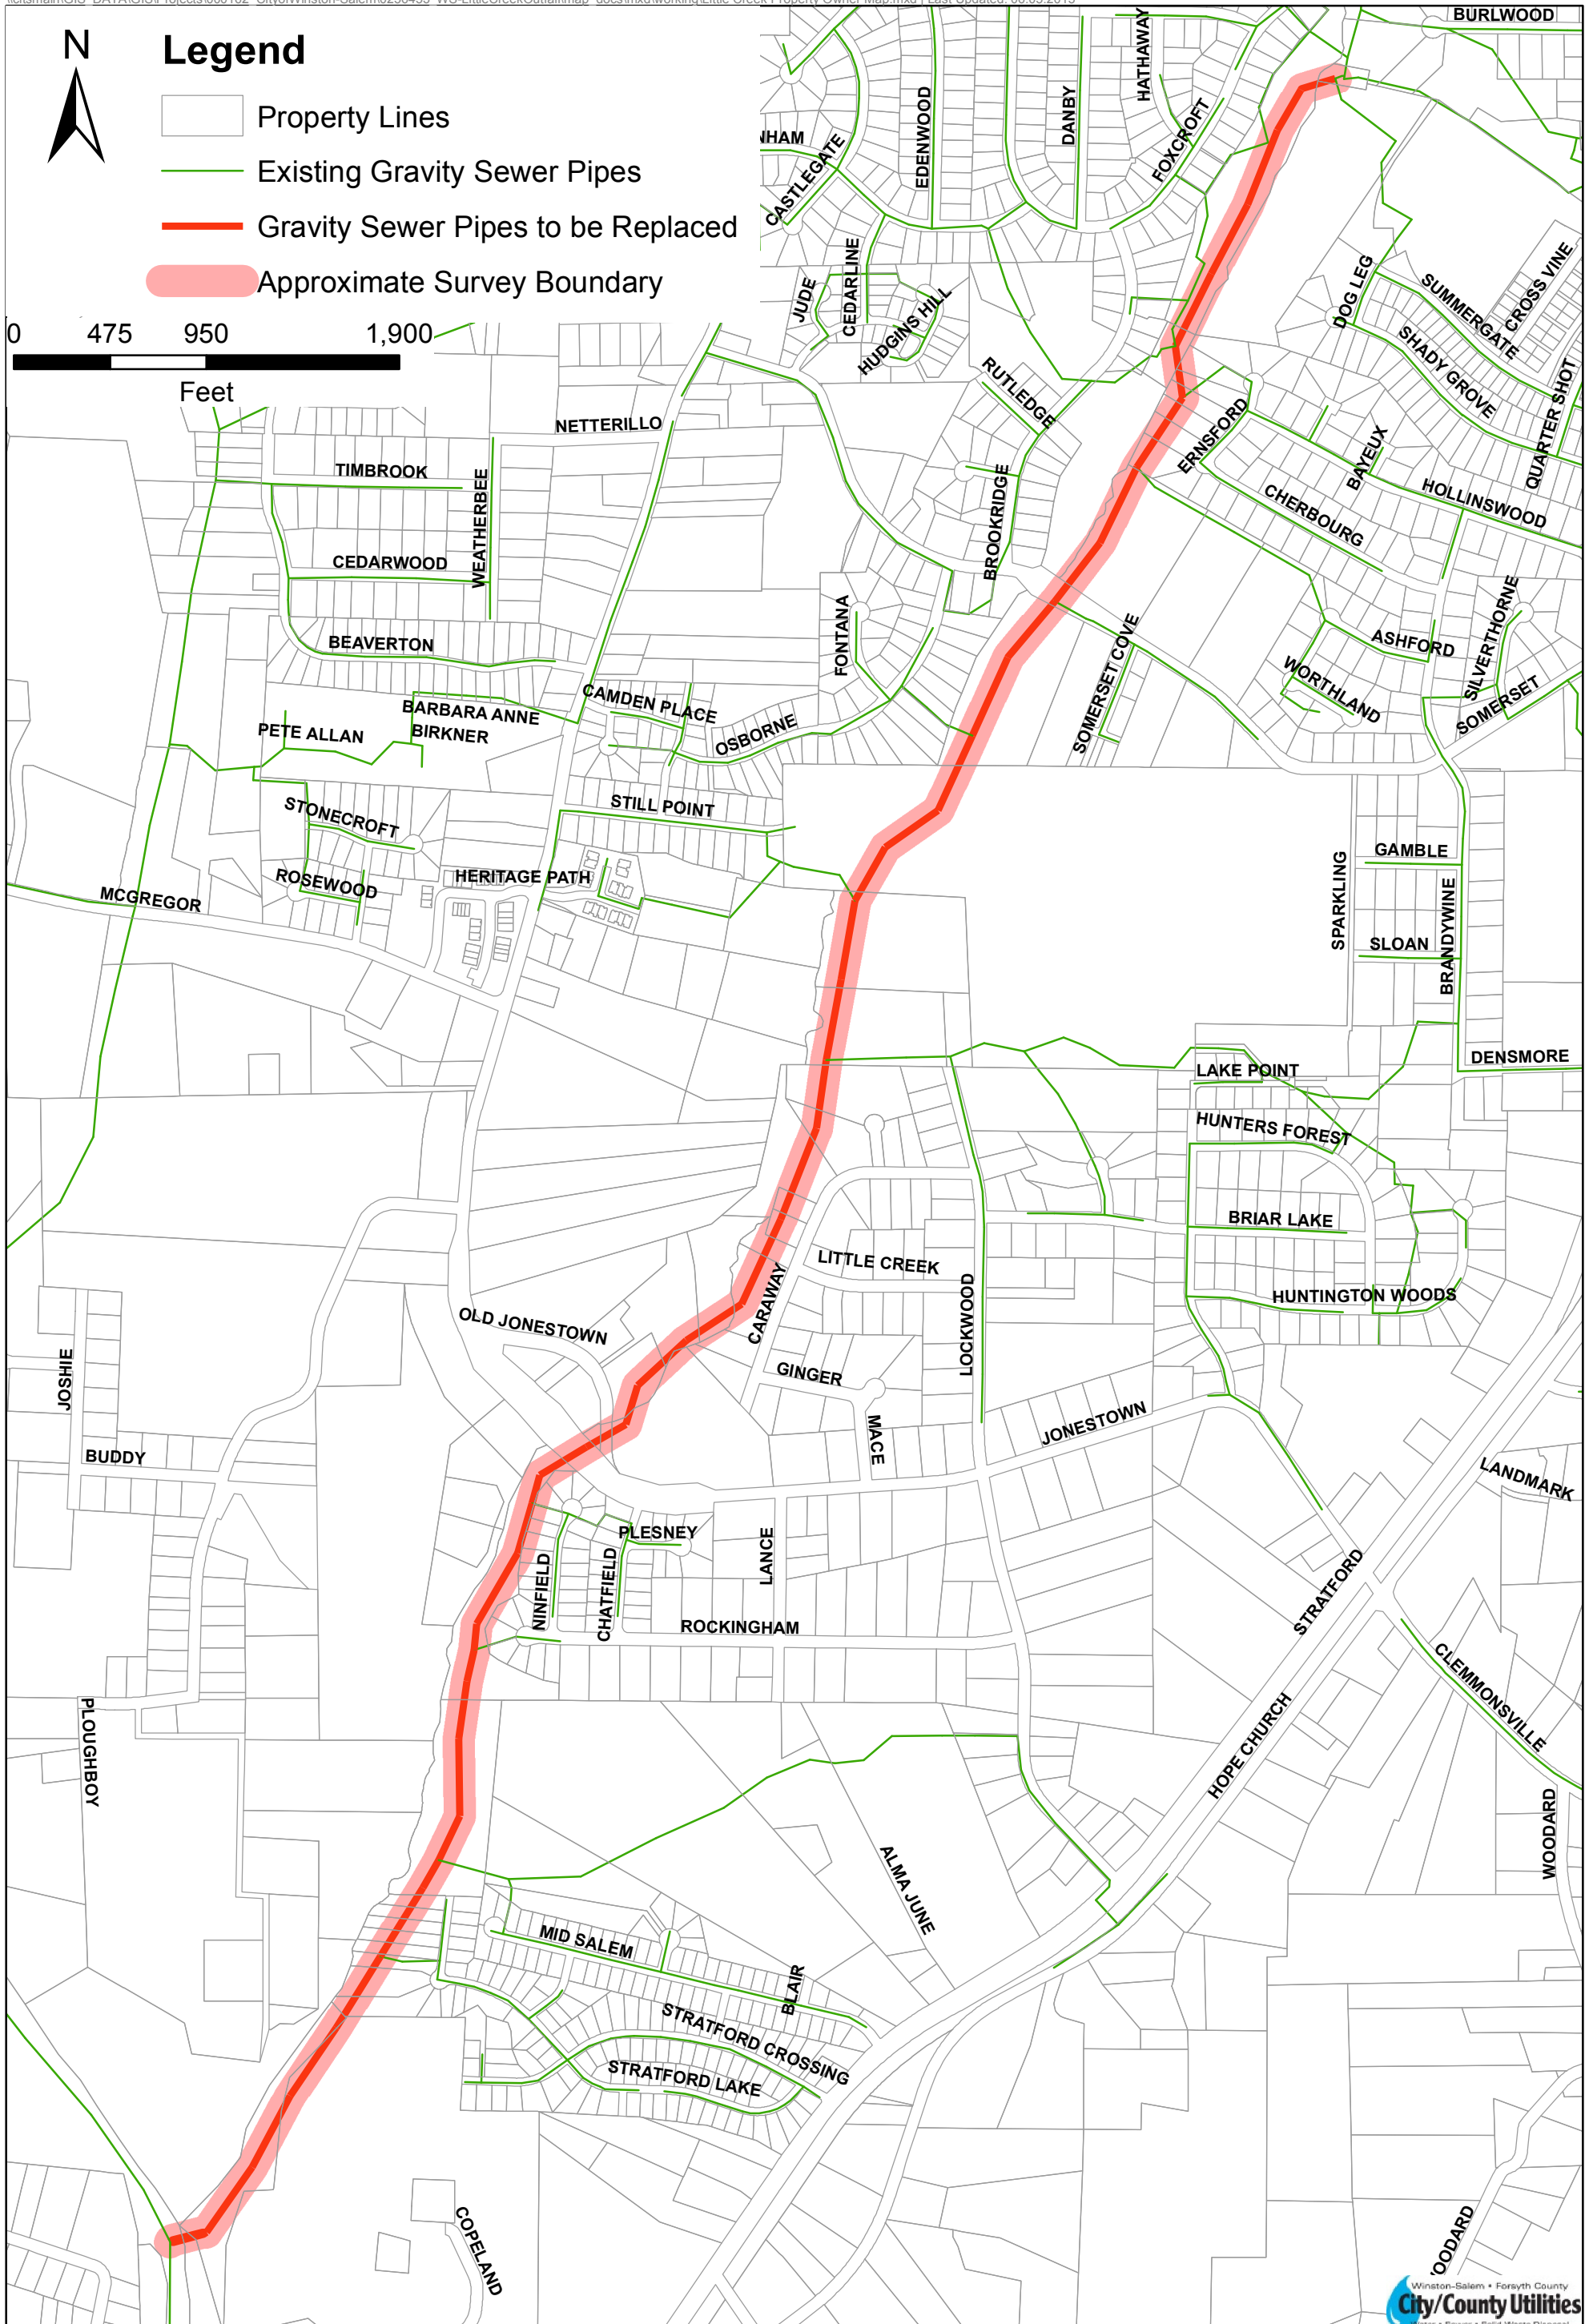 N
Legend
Property Lines
Existing Gravity Sewer Pipes
Gravity Sewer Pipes to be Replaced
Approximate Survey Boundary
0 475 950 1,900
Feet
BURLWOOD
HATHAWAY
DANBY
EDENWOOD
FOXCROFT
NHAM
CASTLEGATE
CEDARLINE
JUDE
HUDGINS HILL
DOG LEG
SUMMERGATE
CROSS VINE
SHADY GROVE
QUARTER SHOT
RUTLEDGE
NETTERILLO
ERNSFORD
BAYEUX
TIMBROOK
WEATHERBEE
BROOKRIDGE
CHERBOURG
HOLLINSWOOD
CEDARWOOD
BEAVERTON
FONTANA
SOMERSET COVE
ASHFORD
SILVERTHORNE
WORTHLAND
SOMERSET
CAMDEN PLACE
BARBARA ANNE
BIRKNER
PETE ALLAN
OSBORNE
STONECROFT
STILL POINT
GAMBLE
SPARKLING
BRANDYWINE
ROSEWOOD
HERITAGE PATH
MCGREGOR
SLOAN
DENSMORE
LAKE POINT
HUNTERS FOREST
BRIAR LAKE
LITTLE CREEK
CARAWAY
LOCKWOOD
HUNTINGTON WOODS
OLD JONESTOWN
JOSHIE
GINGER
MACE
JONESTOWN
BUDDY
LANDMARK
PLESNEY
LANCE
NINFIELD
CHATFIELD
STRATFORD
ROCKINGHAM
CLEMMONSVILLE
PLOUGHBOY
HOPE CHURCH
WOODARD
ALMA JUNE
MID SALEM
BLAIR
STRATFORD CROSSING
STRATFORD LAKE
COPELAND
OODARD
Winston-Salem • Forsyth County
City/County Utilities